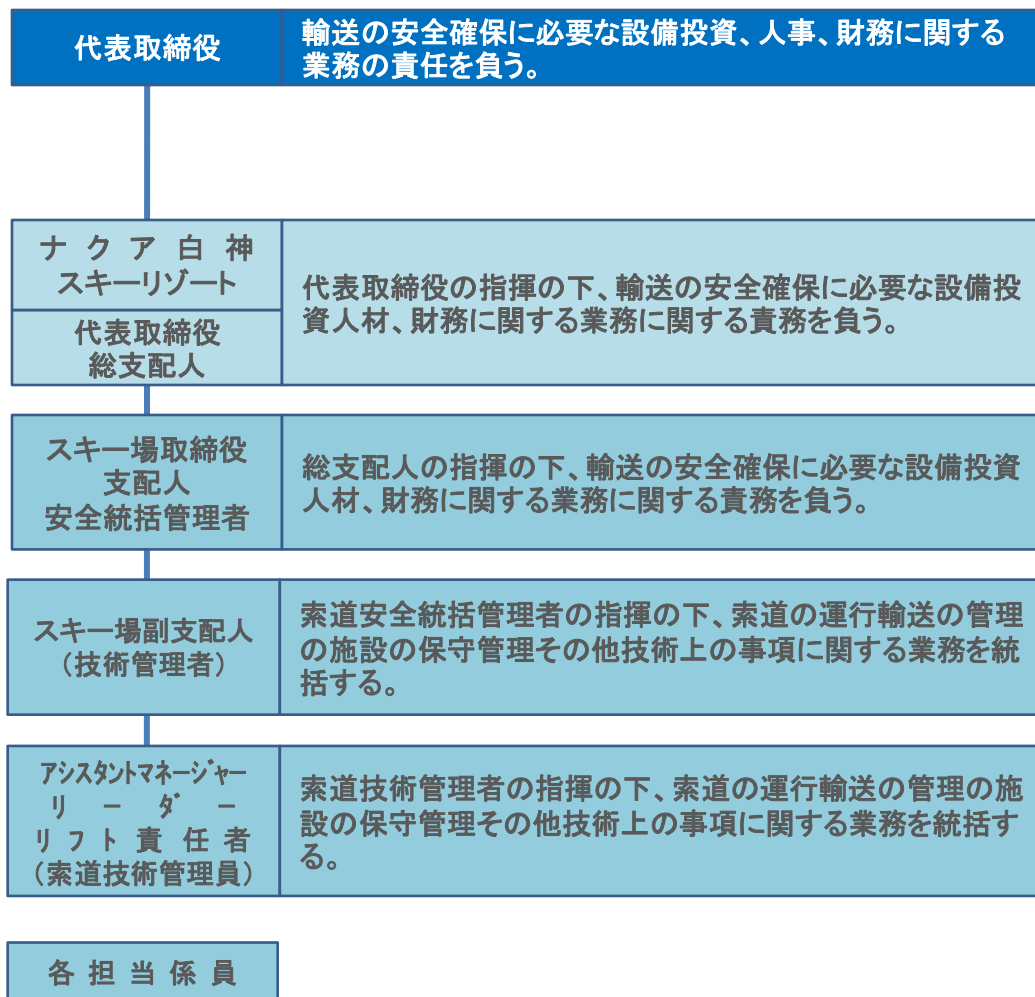 代表取締役
輸送の安全確保に必要な設備投資、人事、財務に関する
業務の責任を負う。
ナクア白神
スキーリゾート
代表取締役
総支配人
代表取締役の指揮の下、輸送の安全確保に必要な設備投
資人材、財務に関する業務に関する責務を負う。
スキー場取締役
支配人
安全統括管理者
総支配人の指揮の下、輸送の安全確保に必要な設備投資
人材、財務に関する業務に関する責務を負う。
スキー場副支配人
(技術管理者)
索道安全統括管理者の指揮の下、索道の運行輸送の管理
の施設の保守管理その他技術上の事項に関する業務を統
括する。
アシスタントマネージャー
リーダー
リフト責任者
(索道技術管理員)
索道技術管理者の指揮の下、索道の運行輸送の管理の施
設の保守管理その他技術上の事項に関する業務を統括す
る。
各担当係員